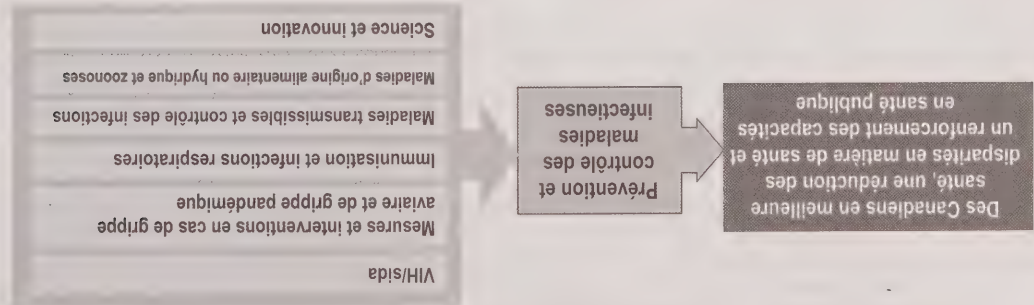 Des Canadiens en meilleure
santé, une réduction des
disparités en matière de santé et
un renforcement des capacités
en santé publique
Prévention et
contrôle des
maladies
infectieuses
VIH/sida
Mesures et interventions en cas de grippe
aviaire et de grippe pandémique
Immunisation et infections respiratoires
Maladies transmissibles et contrôle des infections
Maladies d'origine alimentaire ou hydrique et zoonoses
Science et innovation